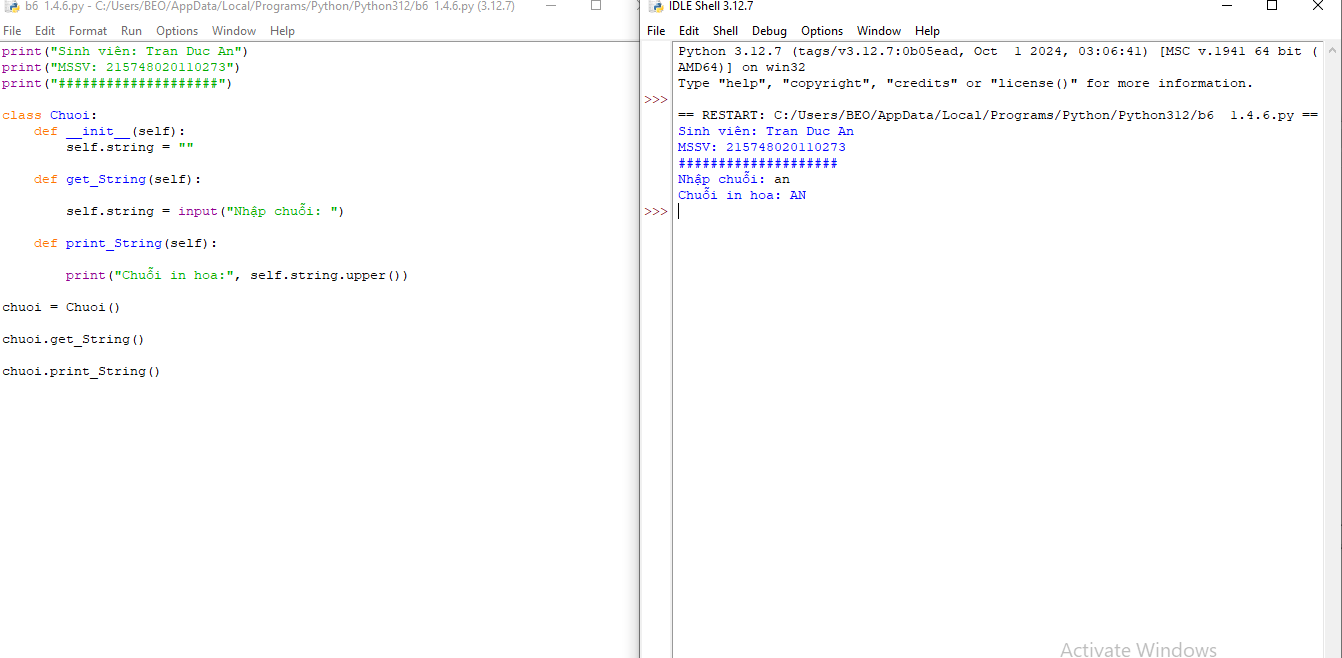 b6 1.4.6.py - C:/Users/BEO/AppData/Local/Programs/Python/Python312/b6 1.4.6.py (3.12.7)
File Edit Format Run Options Window Help
print("Sinh viên: Tran Duc An")
print("MSSV: 215748020110273")
print("####################")
class Chuoi:
    def __init__(self):
        self.string = ""
    def get_String(self):
        self.string = input("Nhập chuỗi: ")
    def print_String(self):
        print("Chuỗi in hoa:", self.string.upper())
chuoi = Chuoi()
chuoi.get_String()
chuoi.print_String()
IDLE Shell 3.12.7
File Edit Shell Debug Options Window Help
Python 3.12.7 (tags/v3.12.7:0b05ead, Oct  1 2024, 03:06:41) [MSC v.1941 64 bit (
AMD64)] on win32
Type "help", "copyright", "credits" or "license()" for more information.
>>>
== RESTART: C:/Users/BEO/AppData/Local/Programs/Python/Python312/b6  1.4.6.py ==
Sinh viên: Tran Duc An
MSSV: 215748020110273
####################
Nhập chuỗi: an
Chuỗi in hoa: AN
>>>
Activate Windows